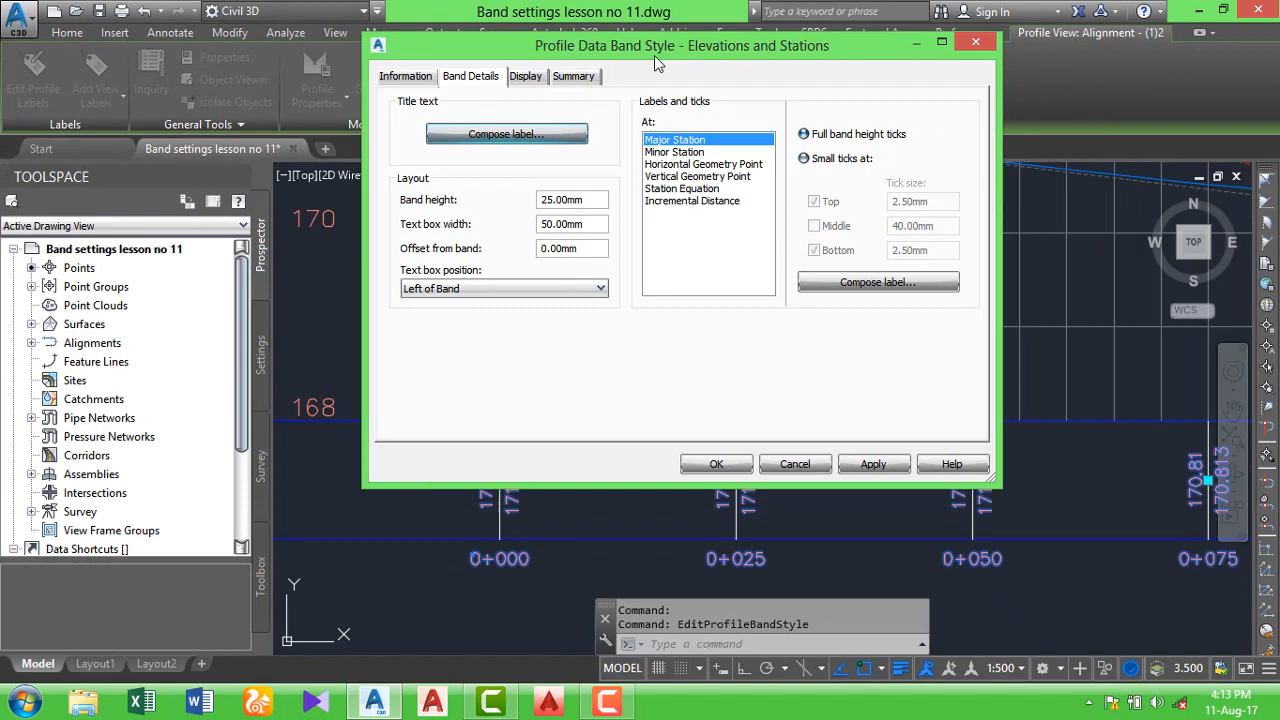 Civil 3D
Band settings lesson no 11.dwg
Type a keyword or phrase
Sign In
C3D
Home
Insert
Annotate
Modify
Analyze
View
Manage
Profile View: Alignment - (1)2
Edit Profile
Labels
Add View
Labels
Inquiry
Properties
Object Viewer
Isolate Objects
Profile
Properties
Labels
General Tools
Start
Band settings lesson no 11*
TOOLSPACE
Active Drawing View
Band settings lesson no 11
Points
Point Groups
Point Clouds
Surfaces
Alignments
Feature Lines
Sites
Catchments
Pipe Networks
Pressure Networks
Corridors
Assemblies
Intersections
Survey
View Frame Groups
Data Shortcuts []
Prospector
Settings
Survey
Toolbox
[-][Top][2D Wire
170
168
Profile Data Band Style - Elevations and Stations
Information
Band Details
Display
Summary
Title text
Compose label...
Layout
Band height:
25.00mm
Text box width:
50.00mm
Offset from band:
0.00mm
Text box position:
Left of Band
Labels and ticks
At:
Major Station
Minor Station
Horizontal Geometry Point
Vertical Geometry Point
Station Equation
Incremental Distance
Full band height ticks
Small ticks at:
Tick size:
Top
2.50mm
Middle
40.00mm
Bottom
2.50mm
Compose label...
OK
Cancel
Apply
Help
N
W
TOP
E
S
WCS
170.81
170.813
0+000
0+025
0+050
0+075
Y
X
Command:
Command: EditProfileBandStyle
Type a command
Model
Layout1
Layout2
MODEL
1:500
3.500
4:13 PM
11-Aug-17